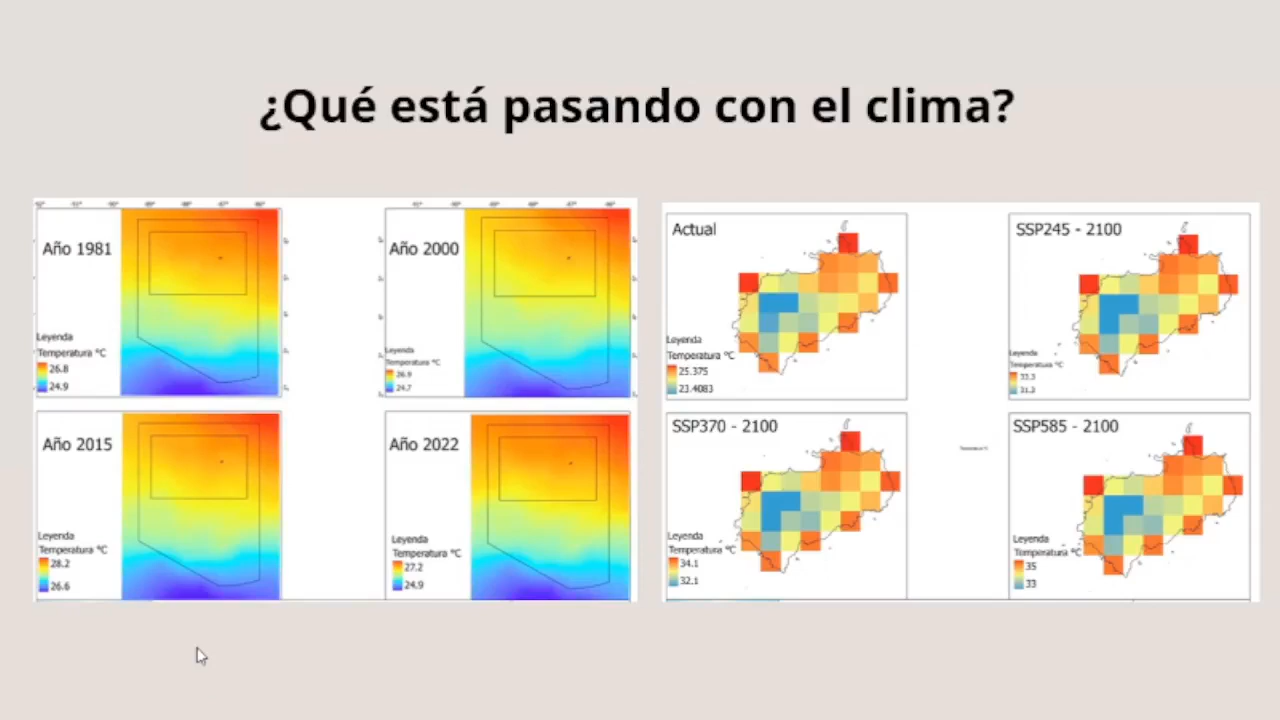 ¿Qué está pasando con el clima?
Año 1981
Leyenda
Temperatura °C
26.8
24.9
Año 2000
Leyenda
Temperatura °C
26.9
24.7
Año 2015
Leyenda
Temperatura °C
28.2
26.6
Año 2022
Leyenda
Temperatura °C
27.2
24.9
Actual
Leyenda
Temperatura °C
25.375
23.4083
SSP245 - 2100
Leyenda
Temperatura °C
33.3
31.3
SSP370 - 2100
Leyenda
Temperatura °C
34.1
32.1
SSP585 - 2100
Leyenda
Temperatura °C
35
33